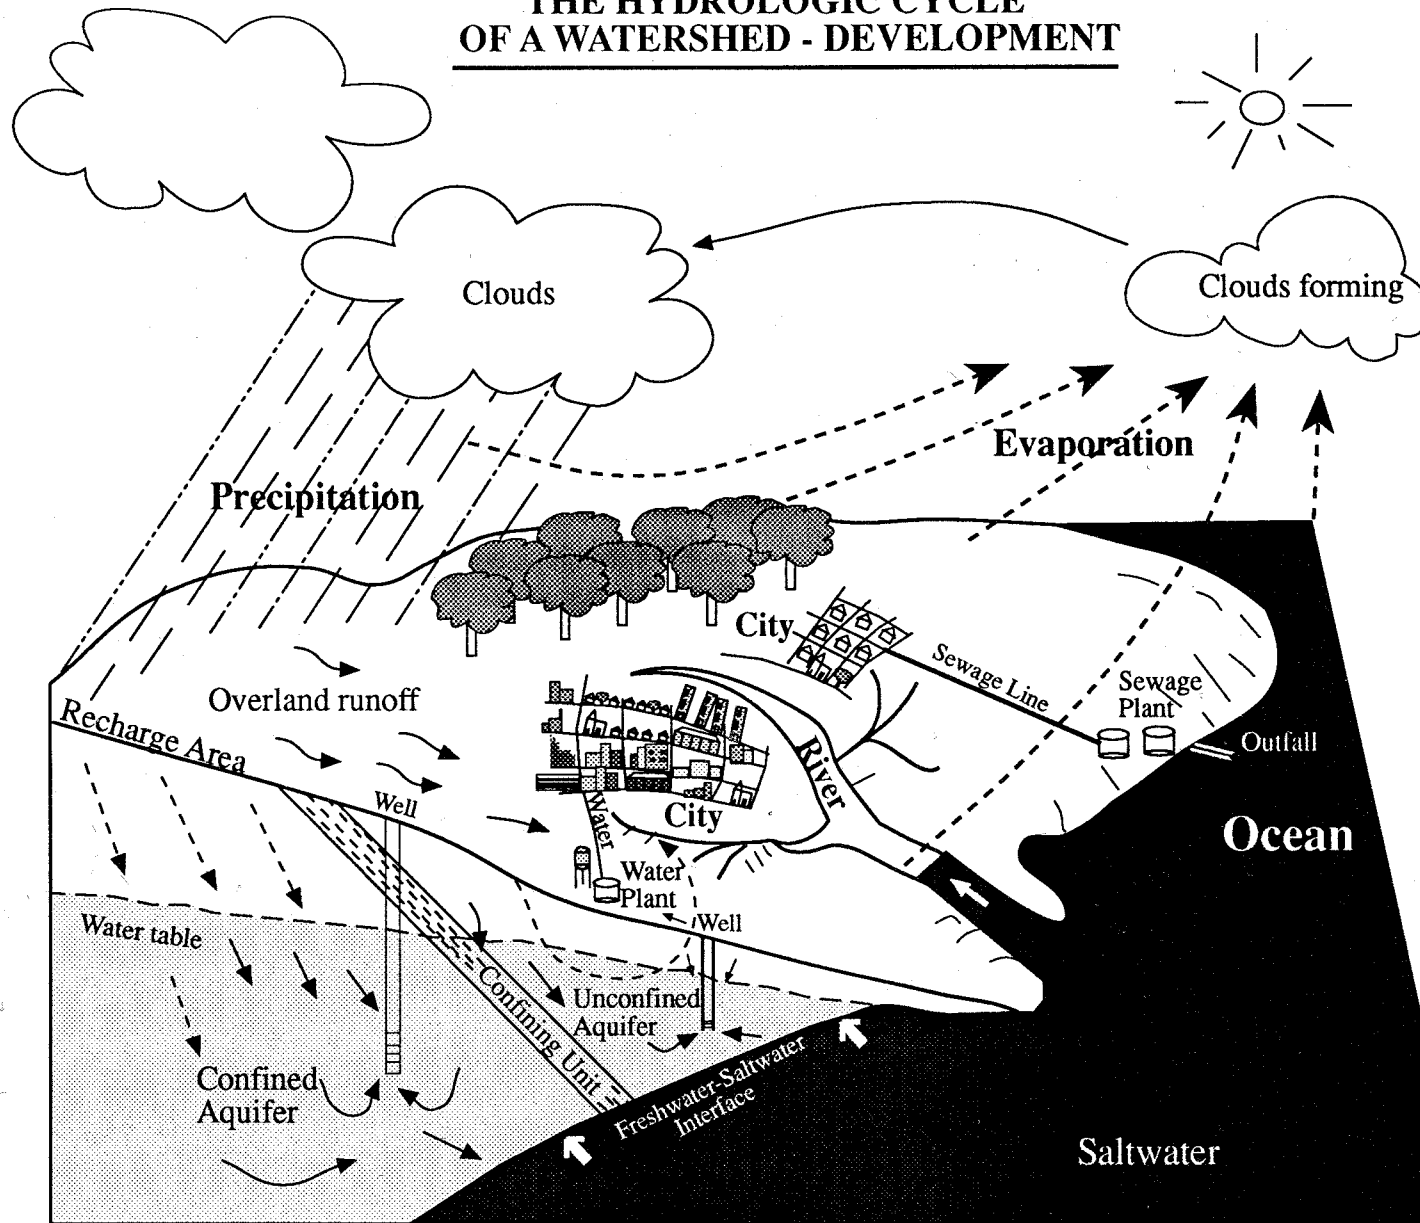 THE HYDROLOGIC CYCLE
OF A WATERSHED - DEVELOPMENT
Clouds
Clouds forming
Evaporation
Precipitation
City
Sewage Line
Sewage
Plant
Outfall
Overland runoff
Recharge Area
River
Ocean
Well
City
Water
Water
Plant
Well
Water table
Confining Unit
Unconfined
Aquifer
Confined
Aquifer
Freshwater-Saltwater
Interface
Saltwater